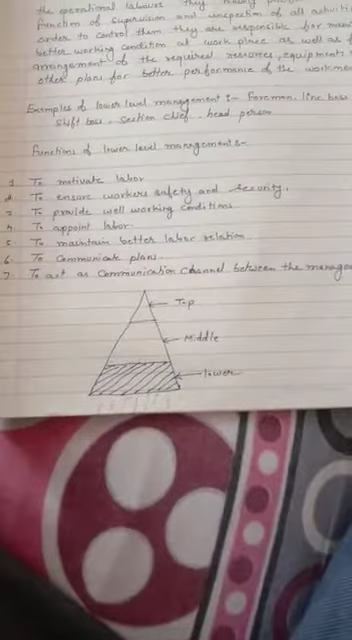 the operational labours they having
function of supervision and inspection of all activities
order to control them they are responsible for
better working condition at work place as well as
arrangement of the required resources, equipments
other plans for better performance of the workmen
Examples of lower level management :- Foreman, line boss
Shift boss, section chief, head person
Functions of lower level management :-
1. To motivate labor
2. To ensure workers safety and security.
3. To provide well working conditions
4. To appoint labor.
5. To maintain better labor relation
6. To communicate plans
7. To act as communication channel between the
Top
Middle
lower